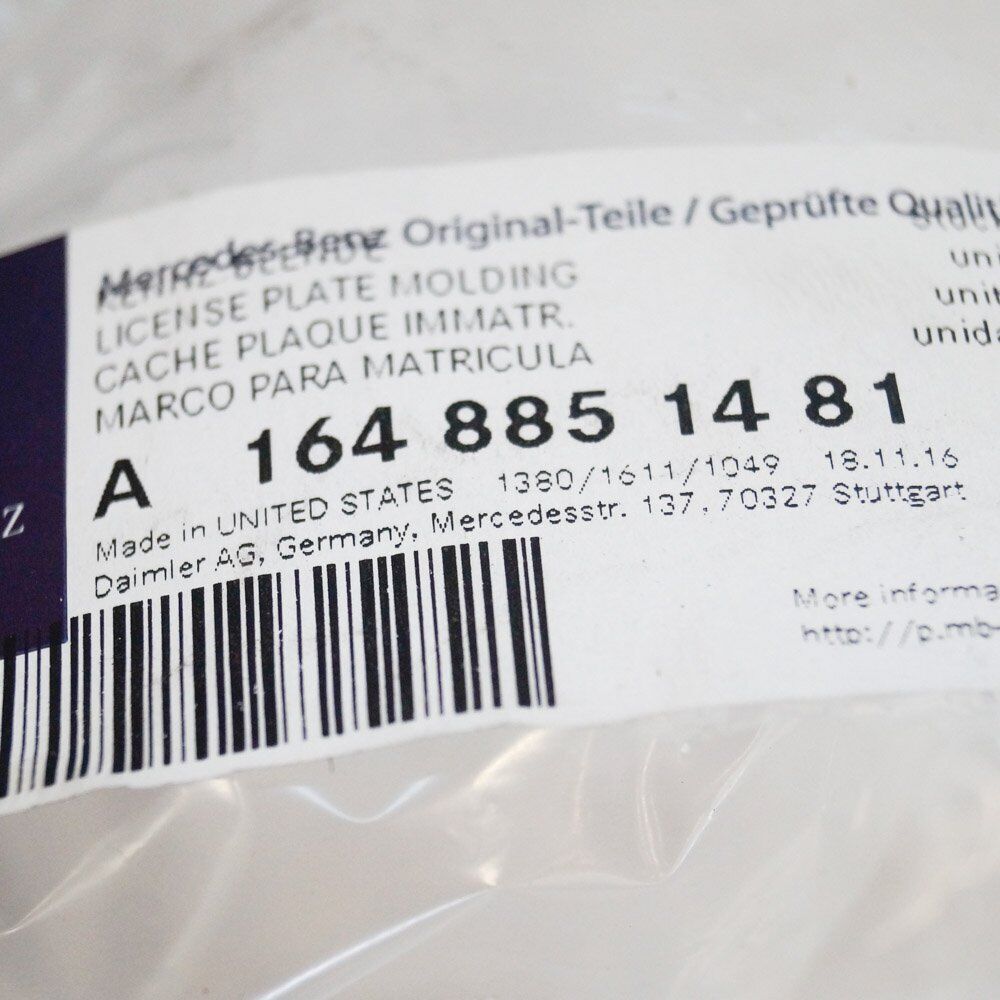 Mercedes-Benz Original-Teile / Geprüfte Qualit
LICENSE PLATE MOLDING
CACHE PLAQUE IMMATR.
MARCO PARA MATRICULA
uni
unit
unida
A 164 885 14 81
Made in UNITED STATES 1380/1611/1049 18.11.16
Daimler AG, Germany, Mercedesstr. 137, 70327 Stuttgart
More informa
http://p.mb-
z